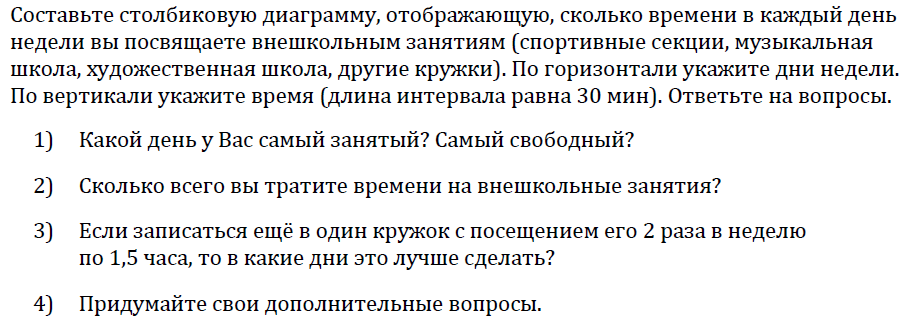 Составьте столбиковую диаграмму, отображающую, сколько времени в каждый день
недели вы посвящаете внешкольным занятиям (спортивные секции, музыкальная
школа, художественная школа, другие кружки). По горизонтали укажите дни недели.
По вертикали укажите время (длина интервала равна 30 мин). Ответьте на вопросы.
1) Какой день у Вас самый занятый? Самый свободный?
2) Сколько всего вы тратите времени на внешкольные занятия?
3) Если записаться ещё в один кружок с посещением его 2 раза в неделю
по 1,5 часа, то в какие дни это лучше сделать?
4) Придумайте свои дополнительные вопросы.